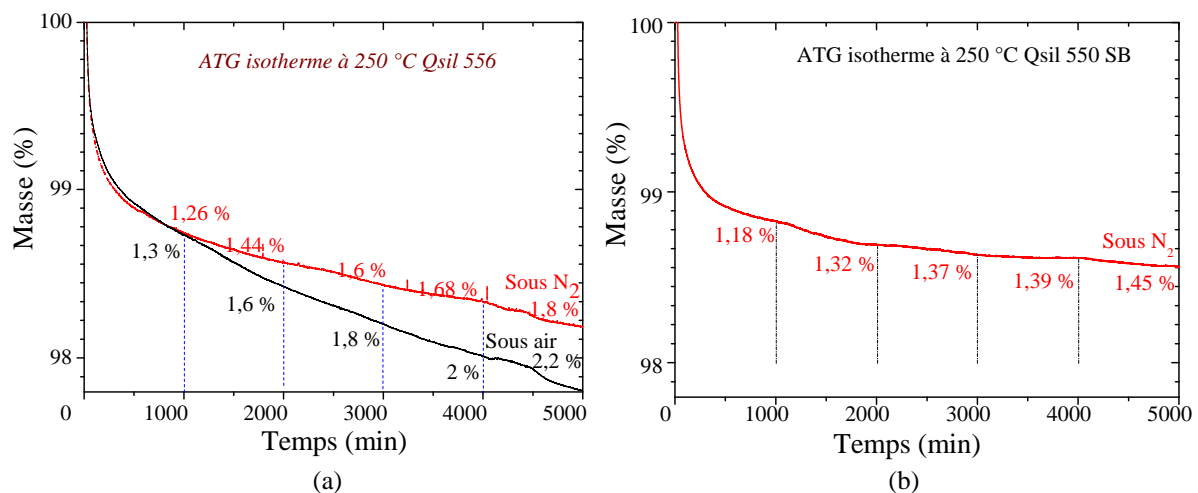 100
ATG isotherme à 250 °C Qsil 556
99
98
Masse (%)
1,26 %
1,44 %
1,6 %
1,68 %
Sous N2
1,8 %
1,3 %
1,6 %
1,8 %
Sous air
2 %
2,2 %
0 1000 2000 3000 4000 5000
Temps (min)
(a)
100
ATG isotherme à 250 °C Qsil 550 SB
99
98
Masse (%)
Sous N2
1,18 %
1,32 %
1,37 %
1,39 %
1,45 %
0 1000 2000 3000 4000 5000
Temps (min)
(b)